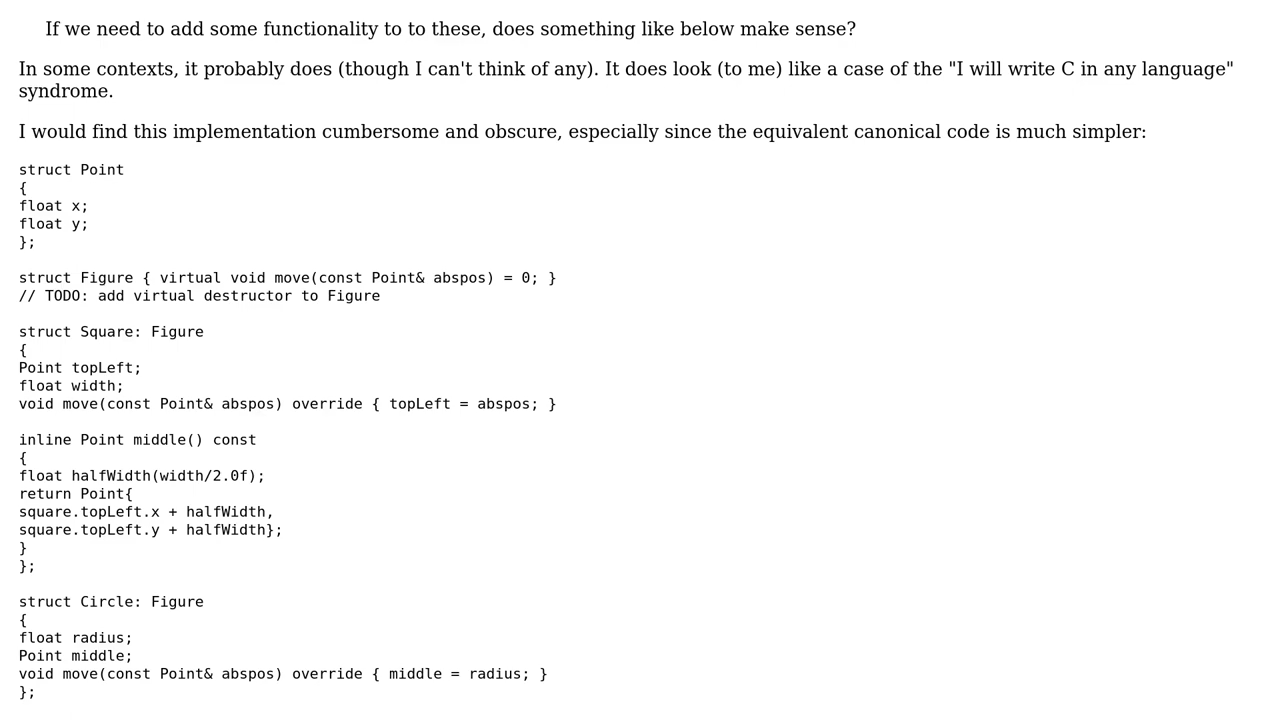 If we need to add some functionality to to these, does something like below make sense?
In some contexts, it probably does (though I can't think of any). It does look (to me) like a case of the "I will write C in any language"
syndrome.
I would find this implementation cumbersome and obscure, especially since the equivalent canonical code is much simpler:
struct Point
{
float x;
float y;
};
struct Figure { virtual void move(const Point& abspos) = 0; }
// TODO: add virtual destructor to Figure
struct Square: Figure
{
Point topLeft;
float width;
void move(const Point& abspos) override { topLeft = abspos; }
inline Point middle() const
{
float halfWidth(width/2.0f);
return Point{
square.topLeft.x + halfWidth,
square.topLeft.y + halfWidth};
}
};
struct Circle: Figure
{
float radius;
Point middle;
void move(const Point& abspos) override { middle = radius; }
};